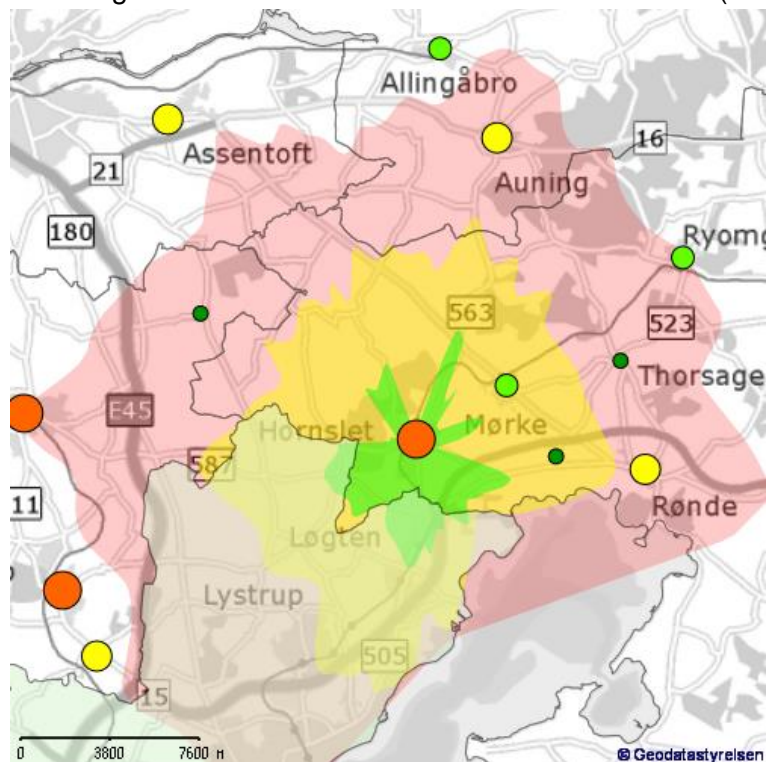 Allingåbro
Assentoft
16
21
Auning
180
Ryomg
563
523
E45
Thorsage
Hornslet
Mørke
587
11
Rønde
Løgten
Lystrup
505
15
0 3800 7600 M
© Geodatastyrelsen